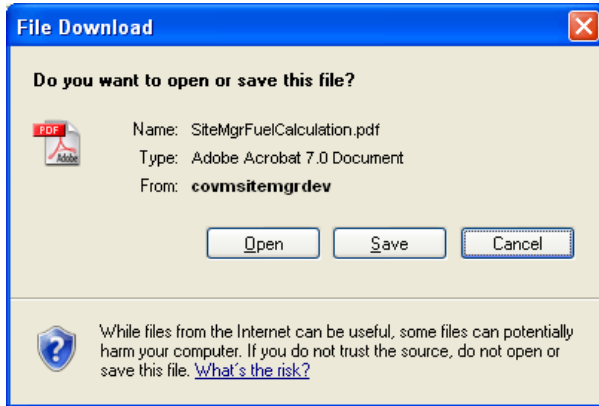 File Download
Do you want to open or save this file?
PDF
Adobe
Name: SiteMgrFuelCalculation.pdf
Type: Adobe Acrobat 7.0 Document
From: covmsitemgrdev
Open Save Cancel
While files from the Internet can be useful, some files can potentially
harm your computer. If you do not trust the source, do not open or
save this file. What's the risk?